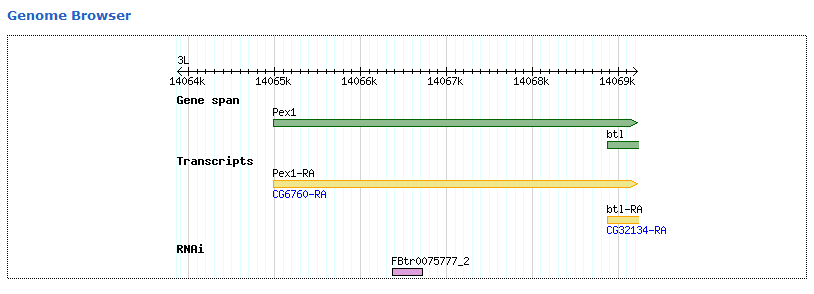 Genome Browser
3L
14064k 14065k 14066k 14067k 14068k 14069k
Gene span
Pex1
btl
Transcripts
Pex1-RA
CG6760-RA
btl-RA
CG32134-RA
RNAi
FBtr0075777_2